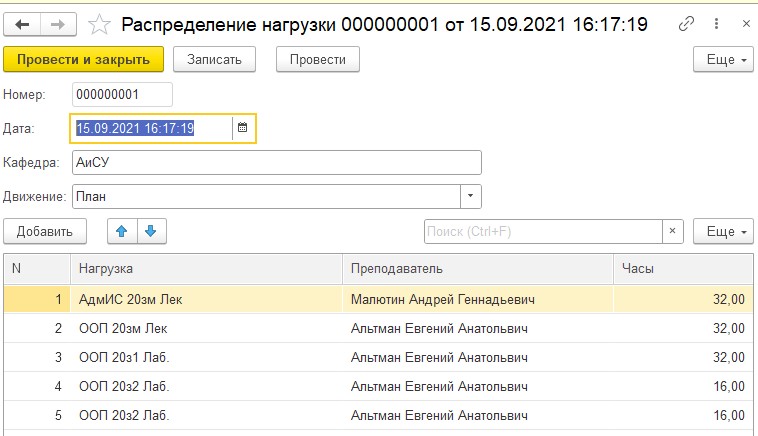 Распределение нагрузки 000000001 от 15.09.2021 16:17:19
Провести и закрыть Записать Провести Еще
Номер: 000000001
Дата: 15.09.2021 16:17:19
Кафедра: АиСУ
Движение: План
Добавить Поиск (Ctrl+F) × Еще
N Нагрузка Преподаватель Часы
1 АдмИС 20зм Лек Малютин Андрей Геннадьевич 32,00
2 ООП 20зм Лек Альтман Евгений Анатольвич 32,00
3 ООП 20з1 Лаб. Альтман Евгений Анатольвич 32,00
4 ООП 20з2 Лаб. Альтман Евгений Анатольвич 16,00
5 ООП 20з2 Лаб. Альтман Евгений Анатольвич 16,00